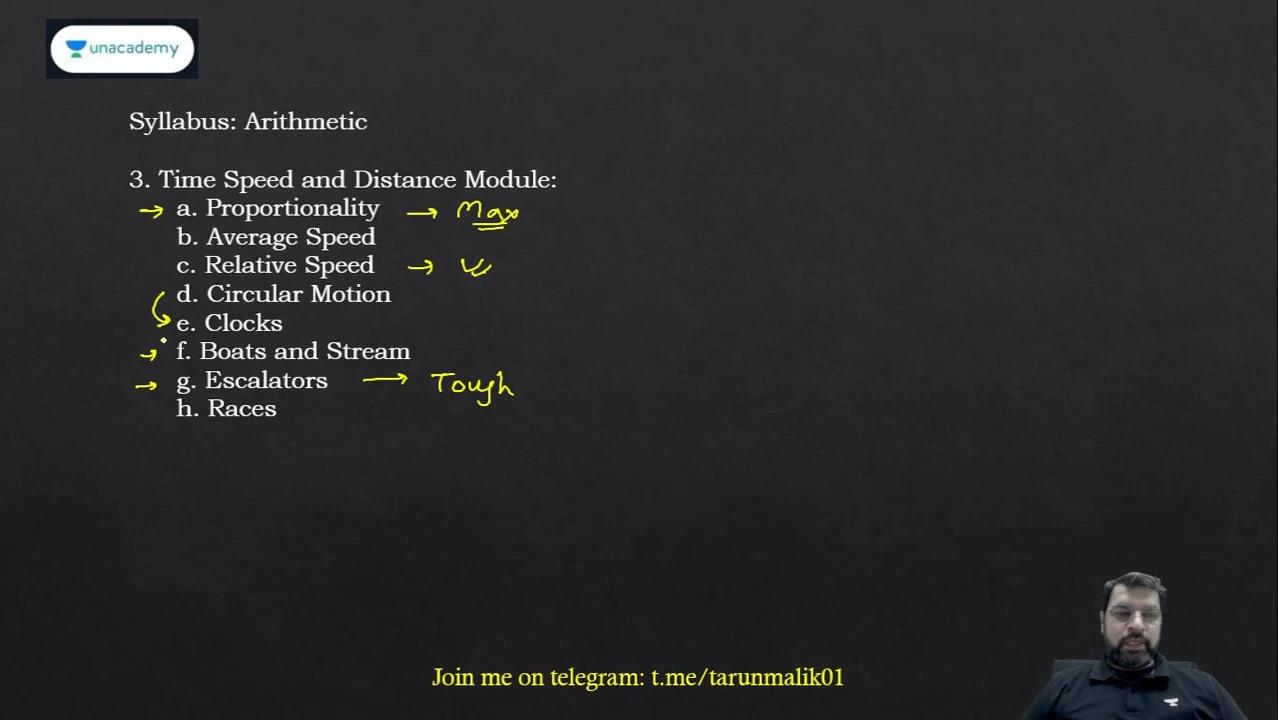 unacademy
Syllabus: Arithmetic
3. Time Speed and Distance Module:
a. Proportionality → Max
b. Average Speed
c. Relative Speed →
d. Circular Motion
e. Clocks
f. Boats and Stream
g. Escalators → Tough
h. Races
Join me on telegram: t.me/tarunmalik01